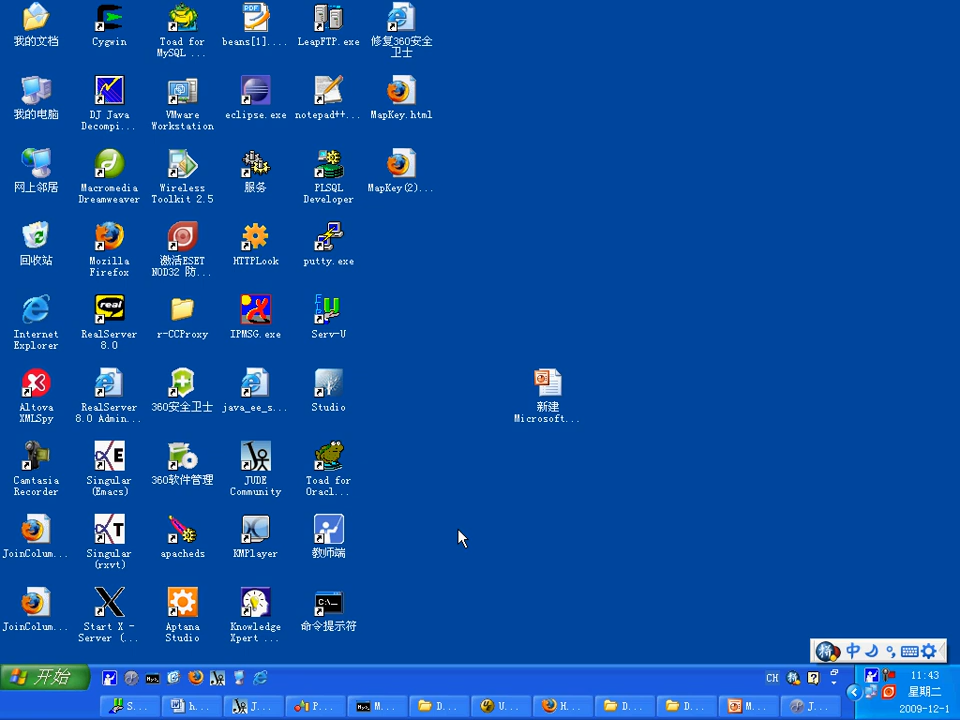 我的文档
Cygwin
Toad for
MySQL ...
beans[1]....
LeapFTP.exe
修复360安全
卫士
我的电脑
DJ Java
Decompi...
VMware
Workstation
eclipse.exe
notepad++...
MapKey.html
网上邻居
Macromedia
Dreamweaver
Wireless
Toolkit 2.5
服务
PLSQL
Developer
MapKey(2)...
回收站
Mozilla
Firefox
激活ESET
NOD32 防...
HTTPLook
putty.exe
Internet
Explorer
RealServer
8.0
r-CCProxy
IPMSG.exe
Serv-U
Altova
XMLSpy
RealServer
8.0 Admin...
360安全卫士
java_ee_s...
Studio
新建
Microsoft...
Camtasia
Recorder
Singular
(Emacs)
360软件管理
JUDE
Community
Toad for
Oracl...
JoinColum...
Singular
(rxvt)
apacheds
KMPlayer
教师端
JoinColum...
Start X -
Server (...
Aptana
Studio
Knowledge
Xpert ...
命令提示符
中
开始
CH
11:43
星期二
2009-12-1
S...
h...
J...
P...
M...
D...
U...
H...
D...
D...
M...
J...